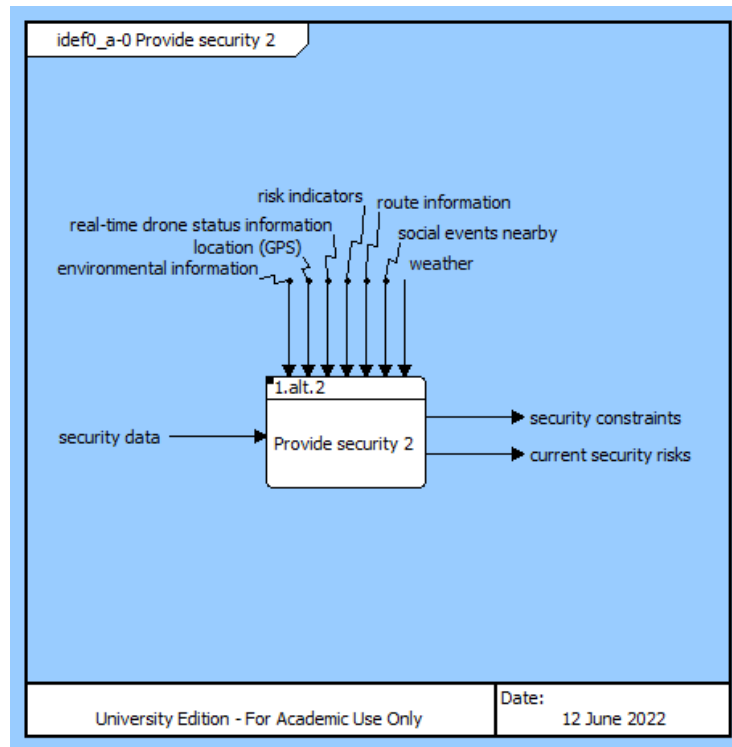 idef0_a-0 Provide security 2
risk indicators
route information
real-time drone status information
social events nearby
location (GPS)
environmental information
weather
1.alt.2
security data
Provide security 2
security constraints
current security risks
University Edition - For Academic Use Only
Date:
12 June 2022